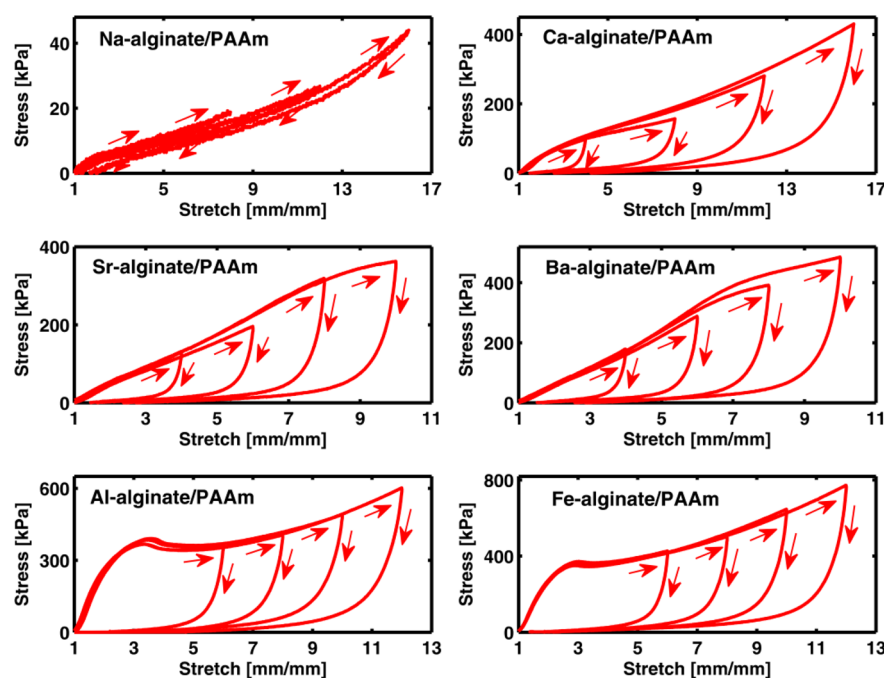 Na-alginate/PAAm
Stress [kPa]
40
20
0
1 5 9 13 17
Stretch [mm/mm]
Ca-alginate/PAAm
Stress [kPa]
400
200
0
1 5 9 13 17
Stretch [mm/mm]
Sr-alginate/PAAm
Stress [kPa]
400
200
0
1 3 5 7 9 11
Stretch [mm/mm]
Ba-alginate/PAAm
Stress [kPa]
400
200
0
1 3 5 7 9 11
Stretch [mm/mm]
Al-alginate/PAAm
Stress [kPa]
600
300
0
1 3 5 7 9 11 13
Stretch [mm/mm]
Fe-alginate/PAAm
Stress [kPa]
800
400
0
1 3 5 7 9 11 13
Stretch [mm/mm]